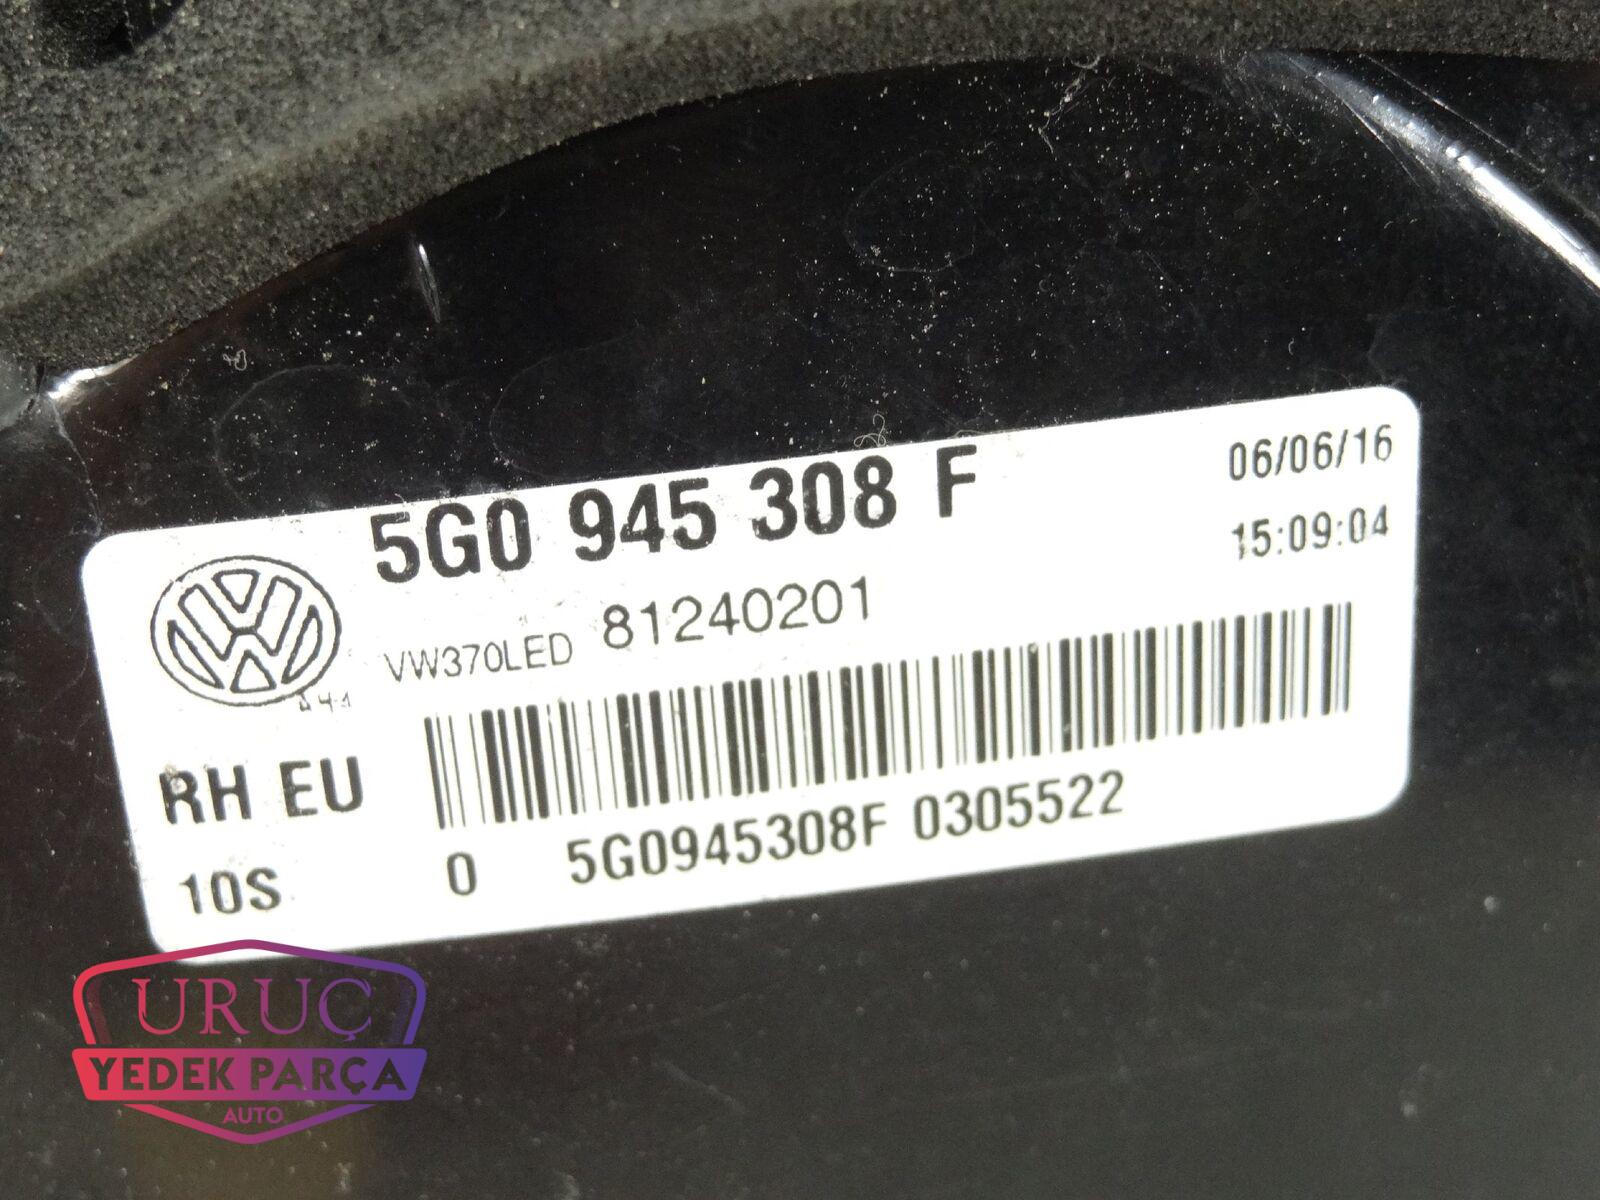 5G0 945 308 F
06/06/16
15:09:04
VW370LED 81240201
RH EU
10S
0 5G0945308F 0305522
URUÇ
YEDEK PARÇA
AUTO